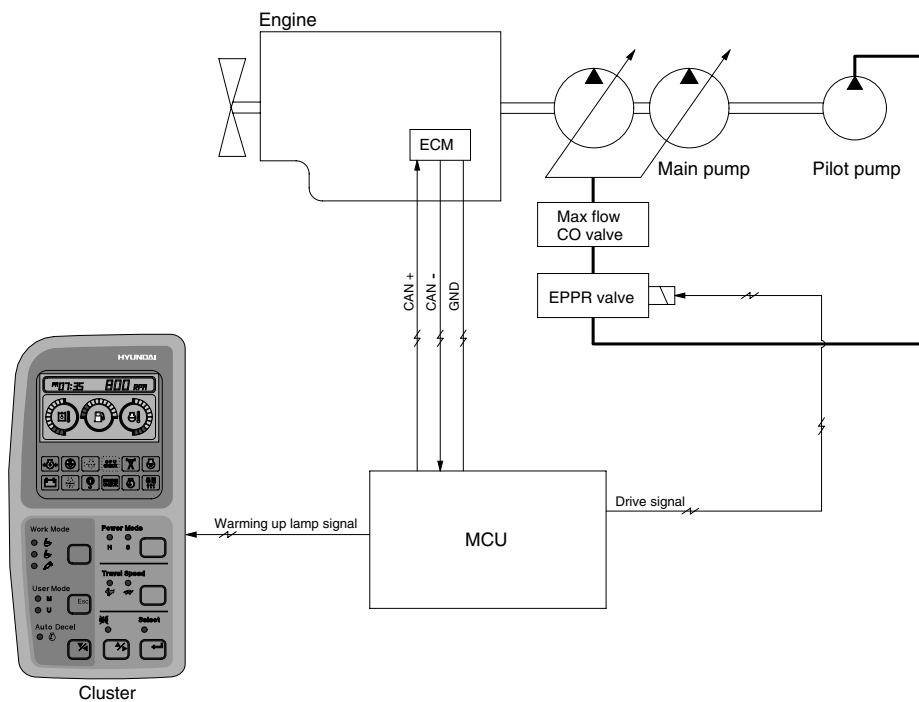 Engine
ECM
Main pump
Pilot pump
Max flow
CO valve
EPPR valve
CAN +
CAN -
GND
HYUNDAI
PM 07:35 800 RPM
MCU
Drive signal
Warming up lamp signal
Work Mode
Power Mode
H S
Travel Speed
User Mode
M
U
Esc
Auto Decel
Select
Cluster